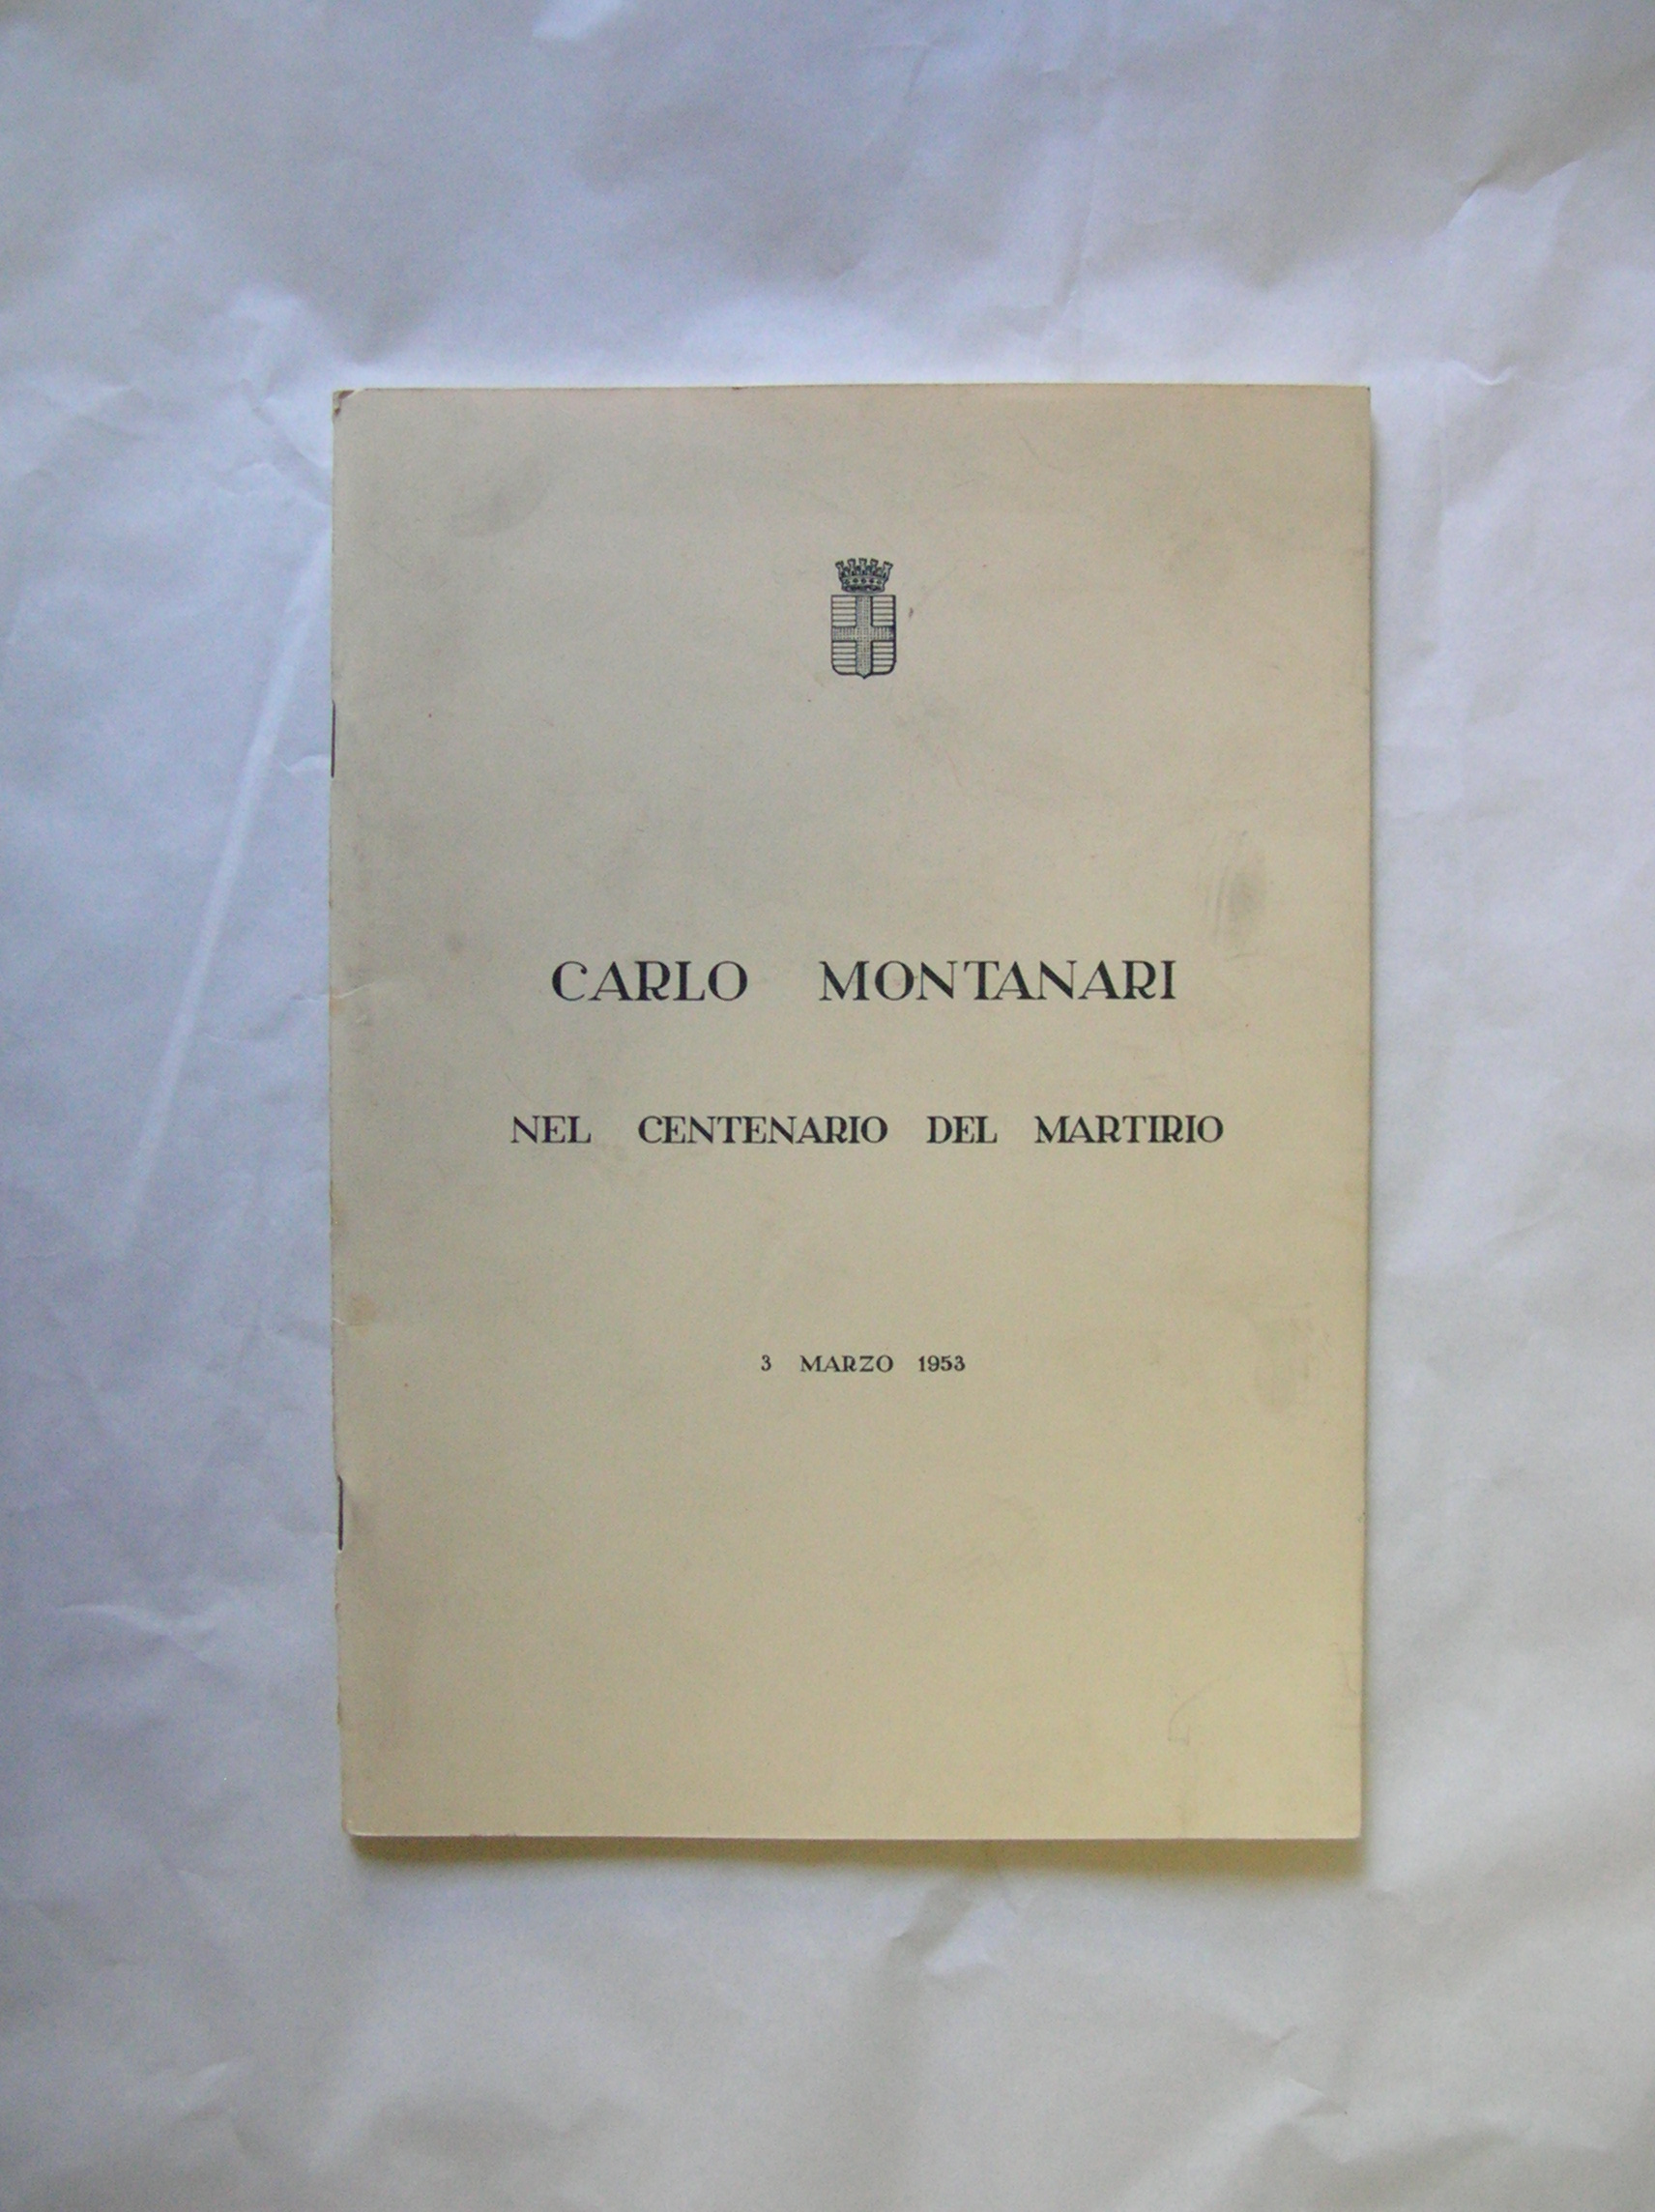 CARLO MONTANARI
NEL CENTENARIO DEL MARTIRIO
3 MARZO 1953